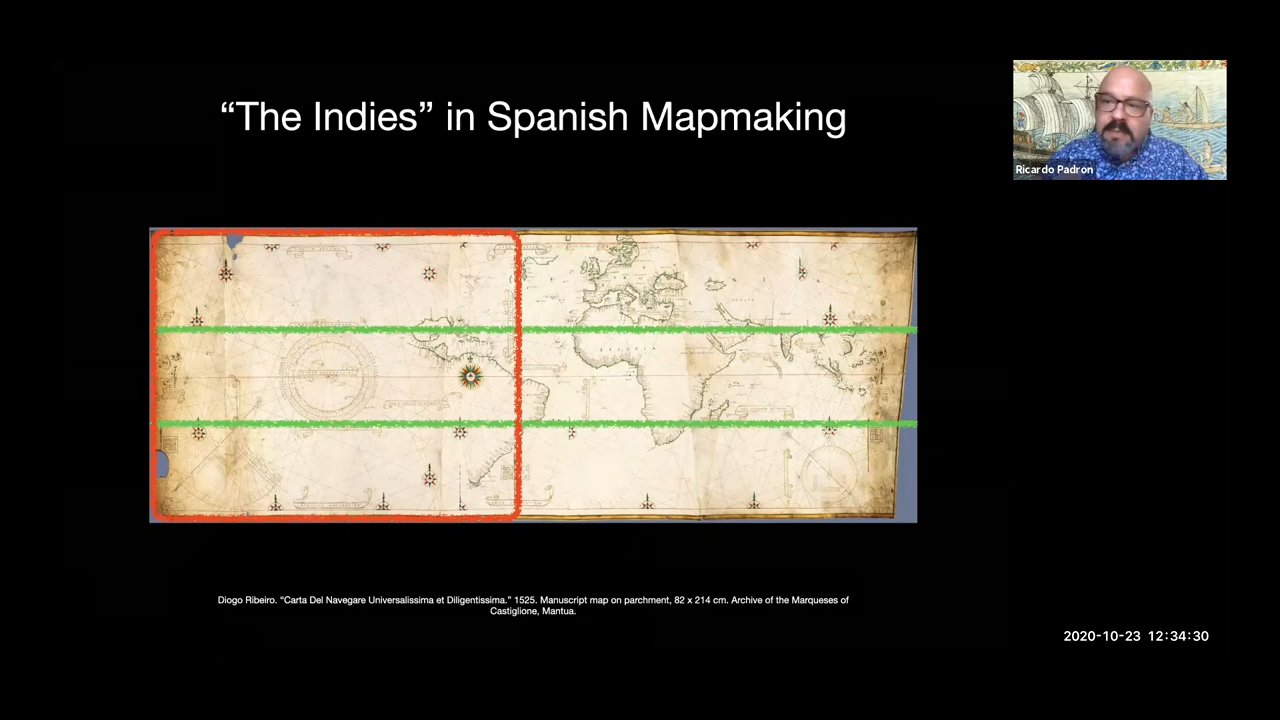 “The Indies” in Spanish Mapmaking
Ricardo Padron
Diogo Ribeiro. “Carta Del Navegare Universalissima et Diligentissima.” 1525. Manuscript map on parchment, 82 x 214 cm. Archive of the Marqueses of
Castiglione, Mantua.
2020-10-23 12:34:30